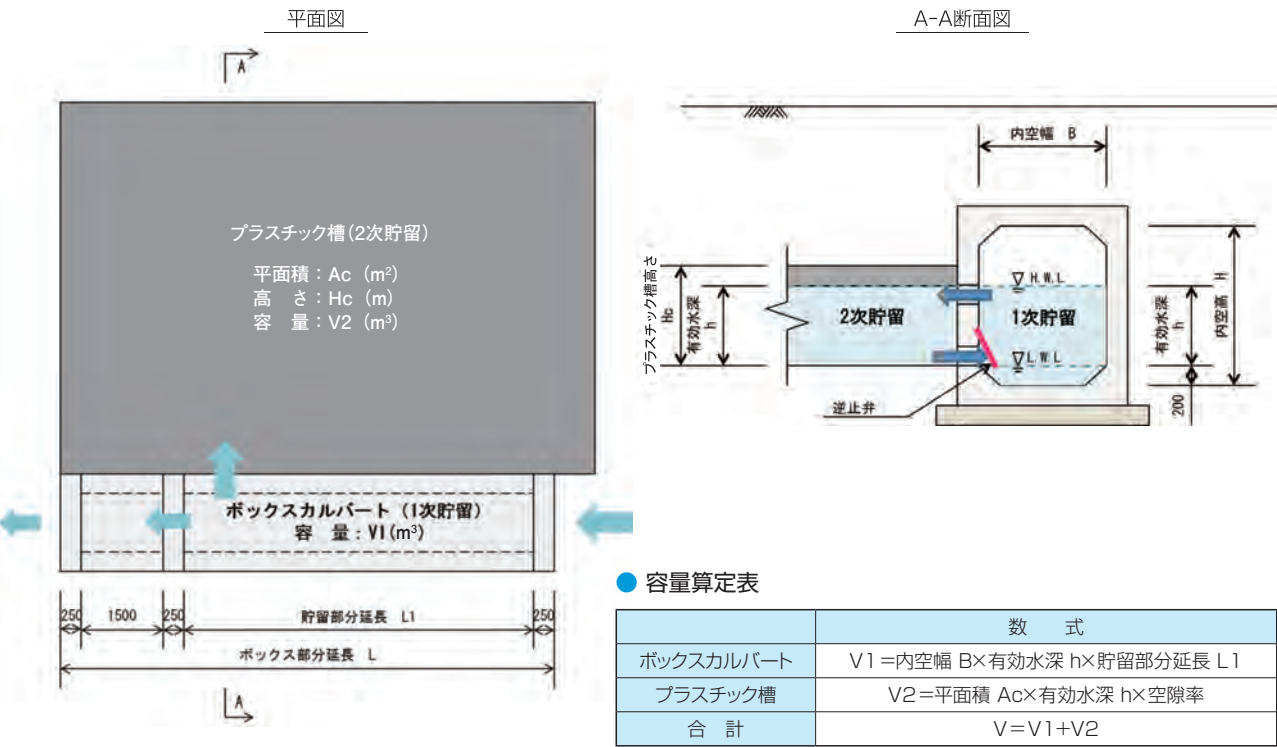 平面図
A
プラスチック槽(2次貯留)
平面積:Ac (m²)
高 さ:Hc (m)
容 量:V2 (m³)
ボックスカルバート (1次貯留)
容 量:V1(m³)
250
1500
250
貯留部分延長 L1
250
ボックス部分延長 L
A
A-A断面図
内空幅 B
プラスチック槽高さ
Hc
有効水深
h
2次貯留
H.W.L
1次貯留
L.W.L
逆止弁
有効水深
h
内空高 H
200
容量算定表
数 式
ボックスカルバート V1=内空幅 B×有効水深 h×貯留部分延長 L1
プラスチック槽 V2=平面積 Ac×有効水深 h×空隙率
合 計 V=V1+V2